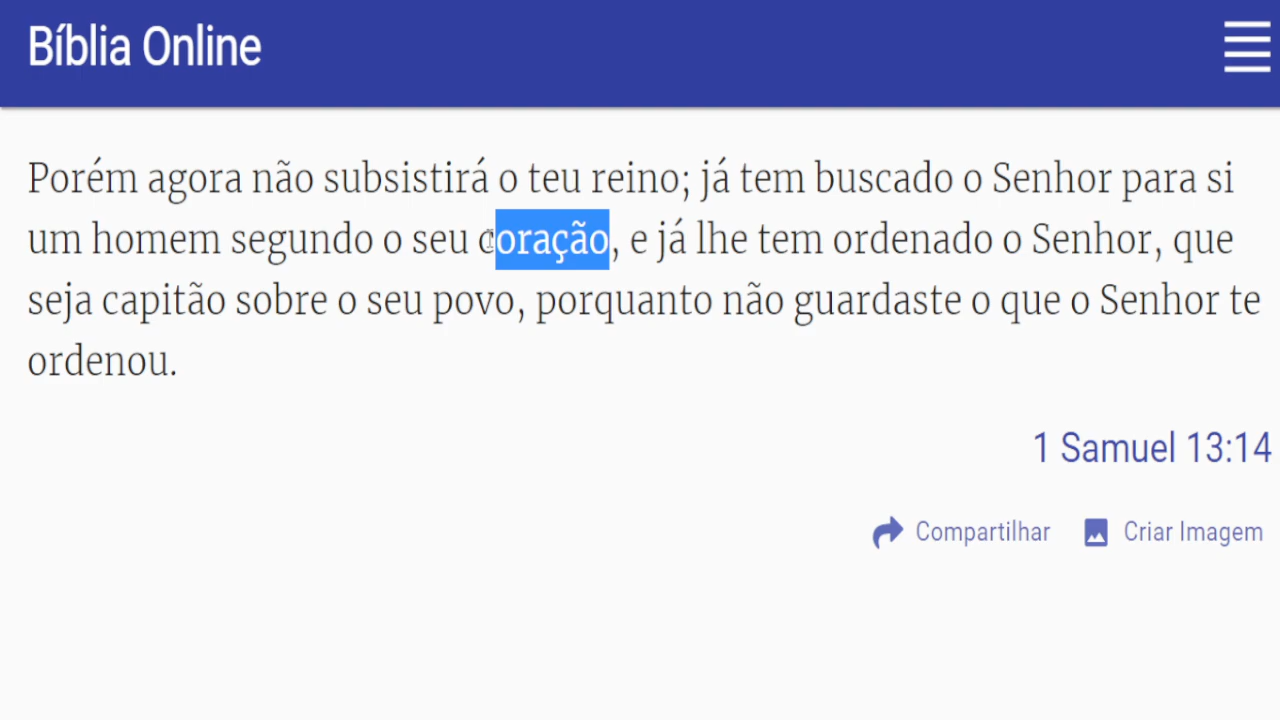 Bíblia Online
Porém agora não subsistirá o teu reino; já tem buscado o Senhor para si
um homem segundo o seu coração, e já lhe tem ordenado o Senhor, que
seja capitão sobre o seu povo, porquanto não guardaste o que o Senhor te
ordenou.
1 Samuel 13:14
Compartilhar Criar Imagem